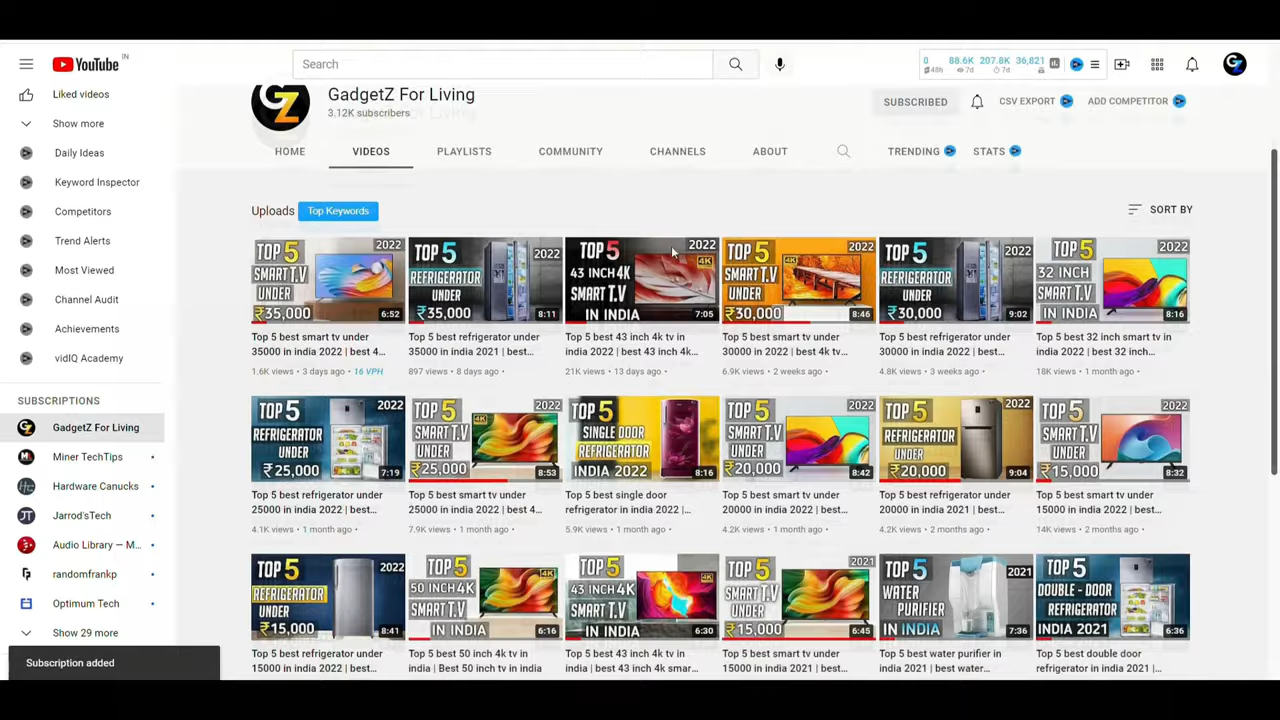 YouTube IN
Search
0 88.6K 207.8K 36,821
48h 7d 7d
Liked videos
Show more
Daily Ideas
Keyword Inspector
Competitors
Trend Alerts
Most Viewed
Channel Audit
Achievements
vidIQ Academy
SUBSCRIPTIONS
GadgetZ For Living
Miner TechTips
Hardware Canucks
Jarrod'sTech
Audio Library — M...
randomfrankp
Optimum Tech
Show 29 more
Subscription added
GadgetZ For Living
3.12K subscribers
SUBSCRIBED
CSV EXPORT
ADD COMPETITOR
HOME VIDEOS PLAYLISTS COMMUNITY CHANNELS ABOUT TRENDING STATS
Uploads Top Keywords
SORT BY
TOP 5 2022
SMART T.V
UNDER
₹35,000 6:52
Top 5 best smart tv under
35000 in india 2022 | best 4...
1.6K views • 3 days ago • 16 VPH
TOP 5 2022
REFRIGERATOR
UNDER
₹35,000 8:11
Top 5 best refrigerator under
35000 in india 2021 | best...
897 views • 8 days ago •
TOP 5 2022
43 INCH 4K 4K
SMART T.V
IN INDIA 7:05
Top 5 best 43 inch 4k tv in
india 2022 | best 43 inch 4k...
21K views • 13 days ago •
TOP 5 2022
SMART T.V 4K
UNDER
₹30,000 8:46
Top 5 best smart tv under
30000 in 2022 | best 4k tv...
6.9K views • 2 weeks ago •
TOP 5 2022
REFRIGERATOR
UNDER
₹30,000 9:02
Top 5 best refrigerator under
30000 in india 2022 | best...
4.8K views • 3 weeks ago •
TOP 5 2022
32 INCH
SMART T.V
IN INDIA 8:16
Top 5 best 32 inch smart tv in
india 2022 | best 32 inch...
18K views • 1 month ago •
TOP 5 2022
REFRIGERATOR
UNDER
₹25,000 7:19
Top 5 best refrigerator under
25000 in india 2022 | best...
4.1K views • 1 month ago •
TOP 5 2022
SMART T.V 4K
UNDER
₹25,000 8:53
Top 5 best smart tv under
25000 in india 2022 | best 4...
7.9K views • 1 month ago •
TOP 5
SINGLE DOOR
REFRIGERATOR
INDIA 2022 8:16
Top 5 best single door
refrigerator in india 2022 |...
5.9K views • 1 month ago •
TOP 5 2022
SMART T.V
UNDER
₹20,000 8:42
Top 5 best smart tv under
20000 in india 2022 | best...
4.2K views • 1 month ago •
TOP 5 2022
REFRIGERATOR
UNDER
₹20,000 9:04
Top 5 best refrigerator under
20000 in india 2021 | best...
4.2K views • 2 months ago •
TOP 5 2022
SMART T.V
UNDER
₹15,000 8:32
Top 5 best smart tv under
15000 in india 2022 | best...
14K views • 2 months ago •
TOP 5 2022
REFRIGERATOR
UNDER
₹15,000 8:41
Top 5 best refrigerator under
15000 in india 2022 | best
TOP 5
50 INCH 4K 4K
SMART T.V
IN INDIA 6:16
Top 5 best 50 inch 4k tv in
india | Best 50 inch tv in india
TOP 5
43 INCH 4K 4K
SMART T.V
IN INDIA 6:30
Top 5 best 43 inch 4k tv in
india | best 43 inch 4k smar...
TOP 5 2021
SMART T.V
UNDER
₹15,000 6:45
Top 5 best smart tv under
15000 in india 2021 | best...
TOP 5 2021
WATER
PURIFIER
IN INDIA 7:36
Top 5 best water purifier in
india 2021 | best water...
TOP 5
DOUBLE - DOOR
REFRIGERATOR
INDIA 2021 6:36
Top 5 best double door
refrigerator in india 2021 |...